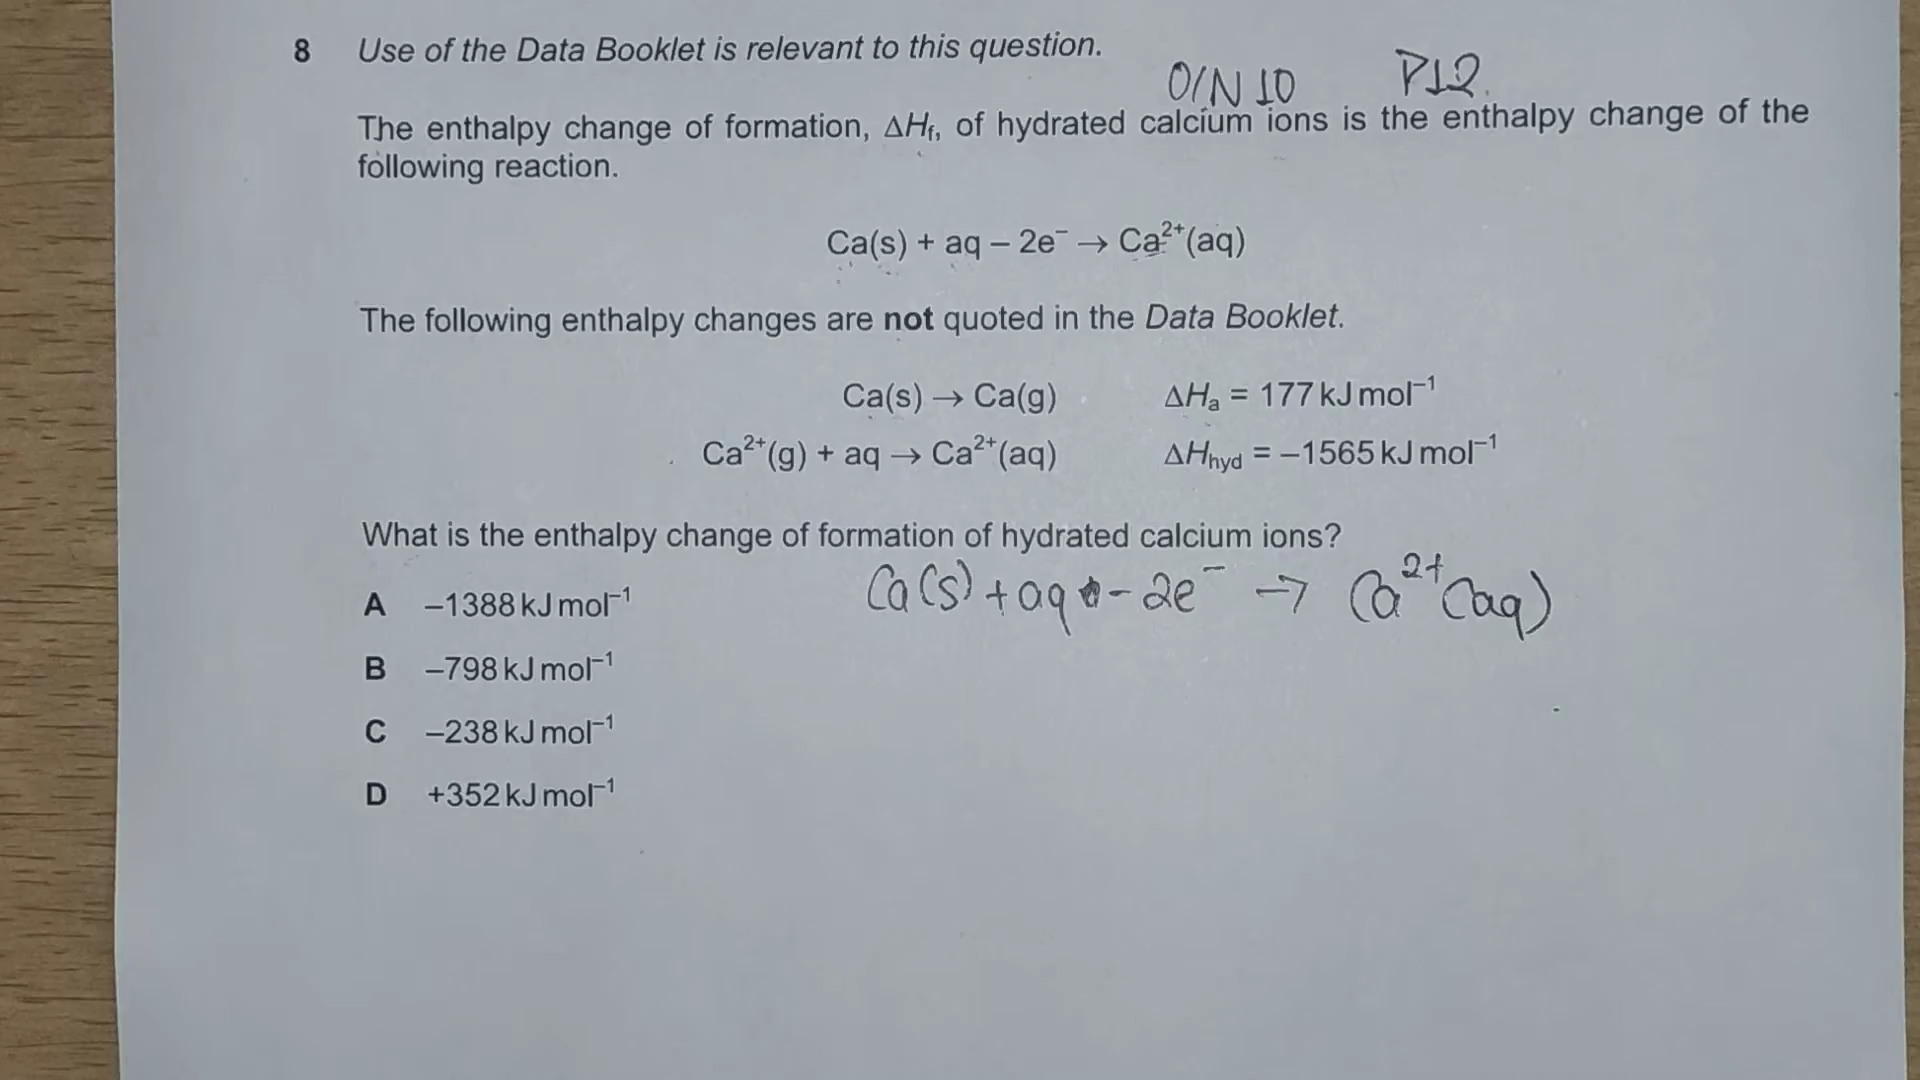 8 Use of the Data Booklet is relevant to this question.
O/N 10 P12.
The enthalpy change of formation, ΔHf, of hydrated calcium ions is the enthalpy change of the
following reaction.
Ca(s) + aq – 2e⁻ → Ca²⁺(aq)
The following enthalpy changes are not quoted in the Data Booklet.
Ca(s) → Ca(g) ΔHa = 177 kJ mol⁻¹
Ca²⁺(g) + aq → Ca²⁺(aq) ΔHhyd = –1565 kJ mol⁻¹
What is the enthalpy change of formation of hydrated calcium ions?
Ca(s) + aq - 2e⁻ → Ca²⁺(aq)
A –1388 kJ mol⁻¹
B –798 kJ mol⁻¹
C –238 kJ mol⁻¹
D +352 kJ mol⁻¹